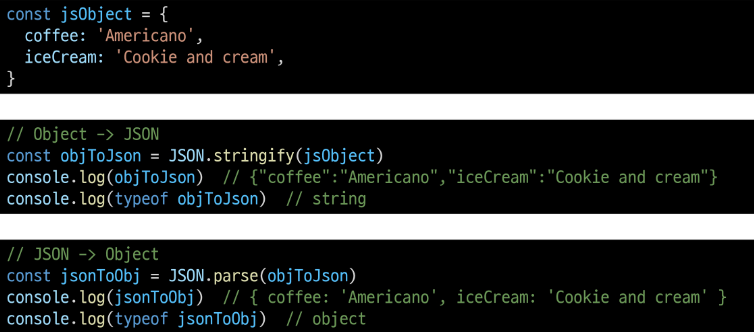 const jsObject = {
  coffee: 'Americano',
  iceCream: 'Cookie and cream',
}
// Object -> JSON
const objToJson = JSON.stringify(jsObject)
console.log(objToJson)  // {"coffee":"Americano","iceCream":"Cookie and cream"}
console.log(typeof objToJson)  // string
// JSON -> Object
const jsonToObj = JSON.parse(objToJson)
console.log(jsonToObj)  // { coffee: 'Americano', iceCream: 'Cookie and cream' }
console.log(typeof jsonToObj)  // object